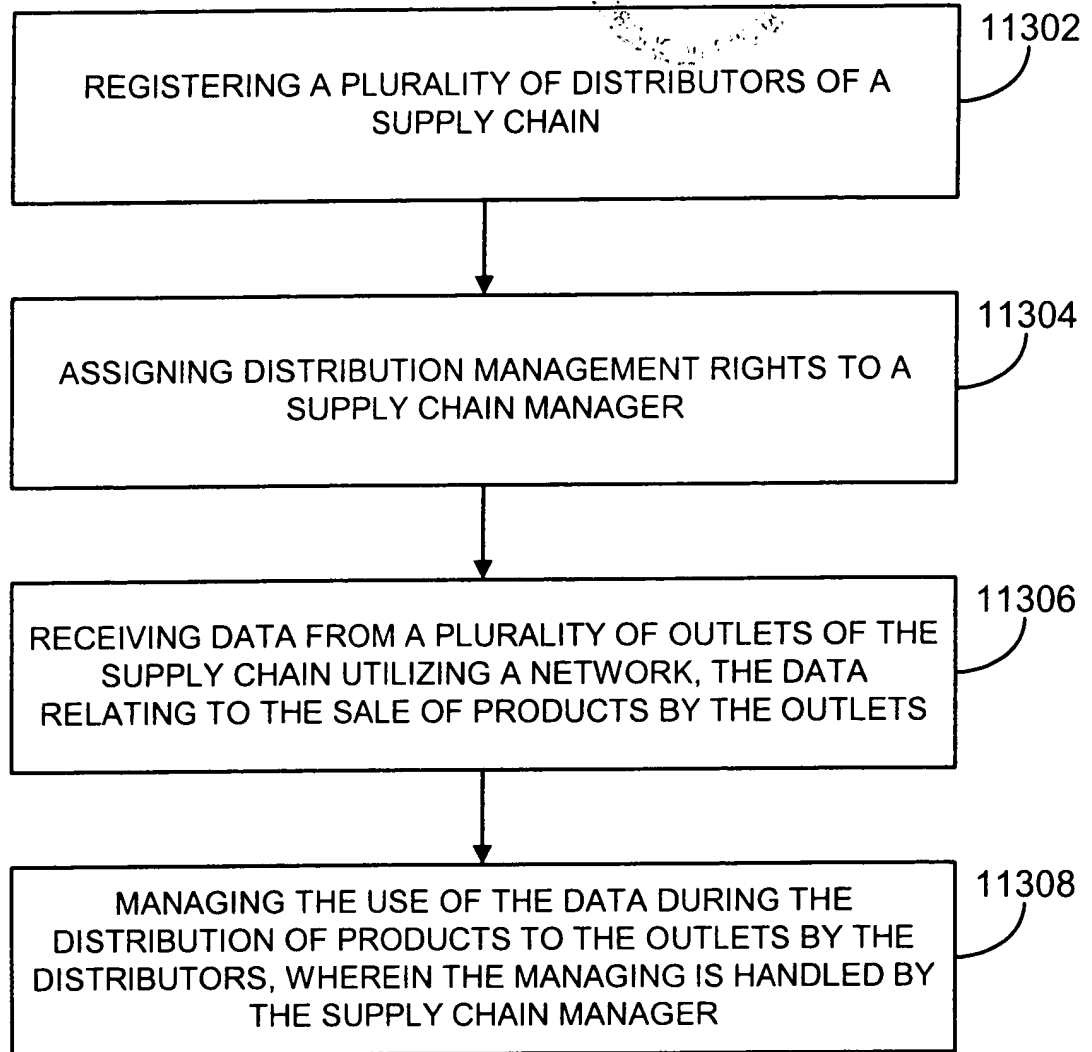 11302
REGISTERING A PLURALITY OF DISTRIBUTORS OF A
SUPPLY CHAIN
11304
ASSIGNING DISTRIBUTION MANAGEMENT RIGHTS TO A
SUPPLY CHAIN MANAGER
11306
RECEIVING DATA FROM A PLURALITY OF OUTLETS OF THE
SUPPLY CHAIN UTILIZING A NETWORK, THE DATA
RELATING TO THE SALE OF PRODUCTS BY THE OUTLETS
11308
MANAGING THE USE OF THE DATA DURING THE
DISTRIBUTION OF PRODUCTS TO THE OUTLETS BY THE
DISTRIBUTORS, WHEREIN THE MANAGING IS HANDLED BY
THE SUPPLY CHAIN MANAGER